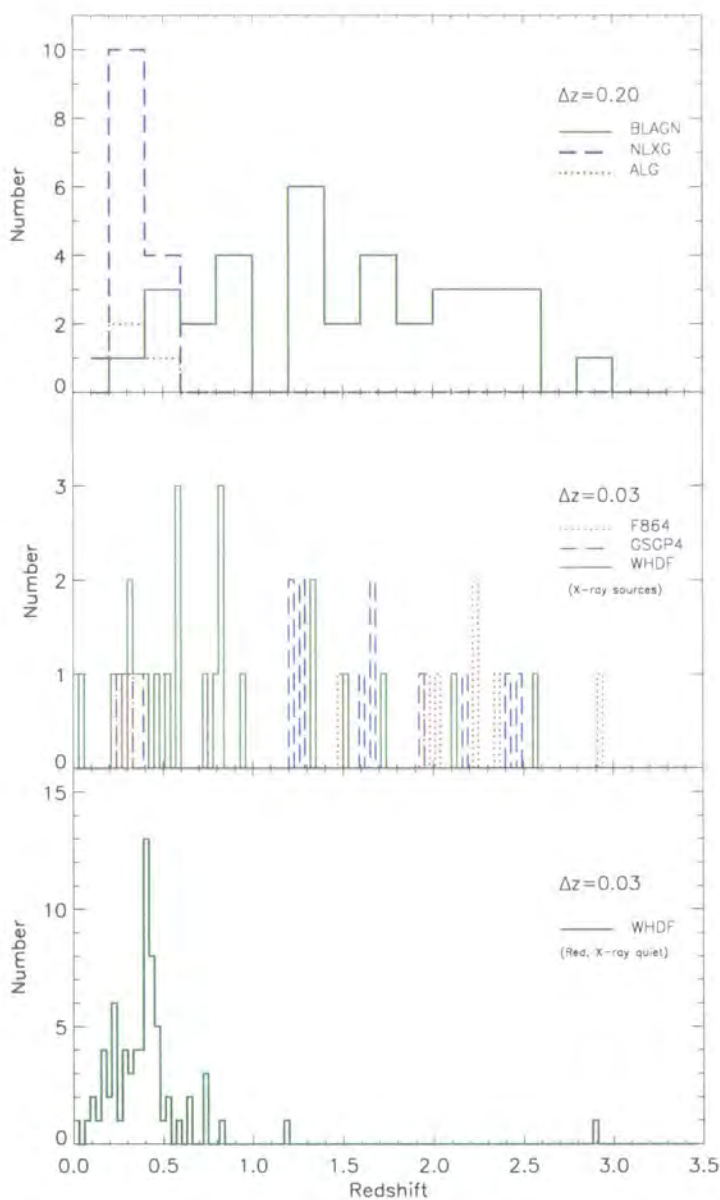 10
8
6
4
2
0
Number
Δz=0.20
BLAGN
NLXG
ALG
3
2
1
0
Number
Δz=0.03
F864
GSGP4
WHDF
(X-ray sources)
15
10
5
0
Number
Δz=0.03
WHDF
(Red, X-ray quiet)
0.0 0.5 1.0 1.5 2.0 2.5 3.0 3.5
Redshift